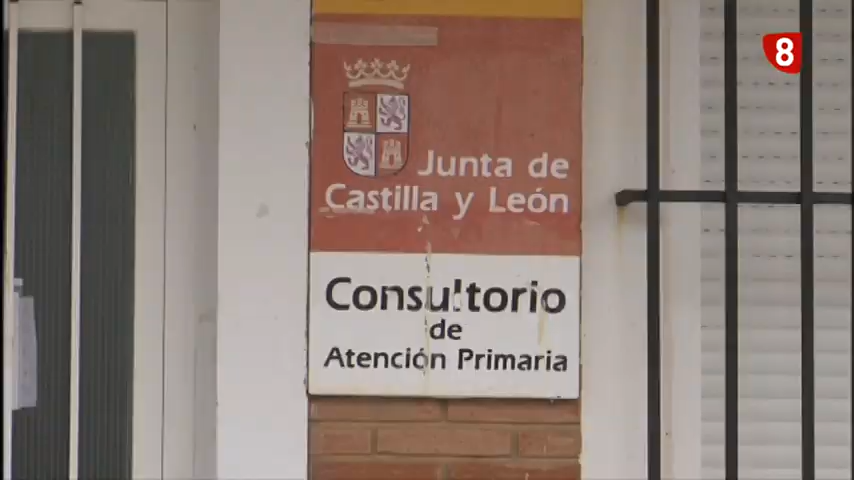 8
Junta de
Castilla y León
Consultorio
de
Atención Primaria